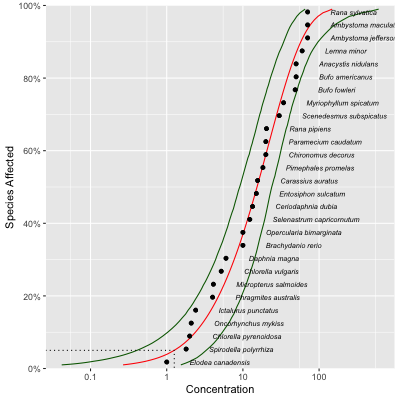 100%
80%
60%
40%
20%
0%
Species Affected
Rana sylvatica
Ambystoma maculat
Ambystoma jefferson
Lemna minor
Anacystis nidulans
Bufo americanus
Bufo fowleri
Myriophyllum spicatum
Scenedesmus subspicatus
Rana pipiens
Paramecium caudatum
Chironomus decorus
Pimephales promelas
Carassius auratus
Entosiphon sulcatum
Ceriodaphnia dubia
Selenastrum capricornutum
Opercularia bimarginata
Brachydanio rerio
Daphnia magna
Chlorella vulgaris
Micropterus salmoides
Phragmites australis
Ictalurus punctatus
Oncorhynchus mykiss
Chlorella pyrenoidosa
Spirodella polyrrhiza
Elodea canadensis
0.1
1
10
100
Concentration